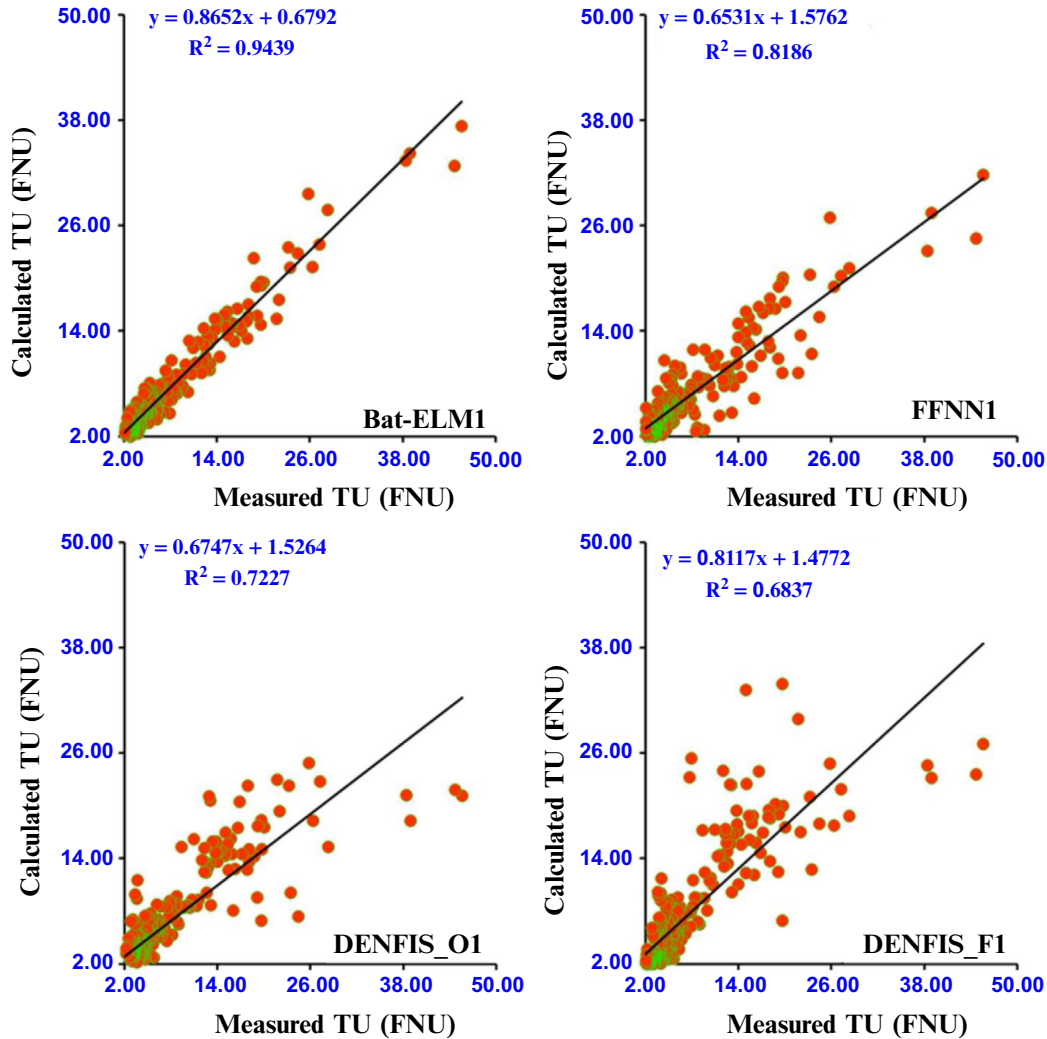 y = 0.8652x + 0.6792
R² = 0.9439
50.00
38.00
26.00
14.00
2.00
Calculated TU (FNU)
Bat-ELM1
2.00 14.00 26.00 38.00 50.00
Measured TU (FNU)
y = 0.6531x + 1.5762
R² = 0.8186
50.00
38.00
26.00
14.00
2.00
Calculated TU (FNU)
FFNN1
2.00 14.00 26.00 38.00 50.00
Measured TU (FNU)
y = 0.6747x + 1.5264
R² = 0.7227
50.00
38.00
26.00
14.00
2.00
Calculated TU (FNU)
DENFIS_O1
2.00 14.00 26.00 38.00 50.00
Measured TU (FNU)
y = 0.8117x + 1.4772
R² = 0.6837
50.00
38.00
26.00
14.00
2.00
Calculated TU (FNU)
DENFIS_F1
2.00 14.00 26.00 38.00 50.00
Measured TU (FNU)